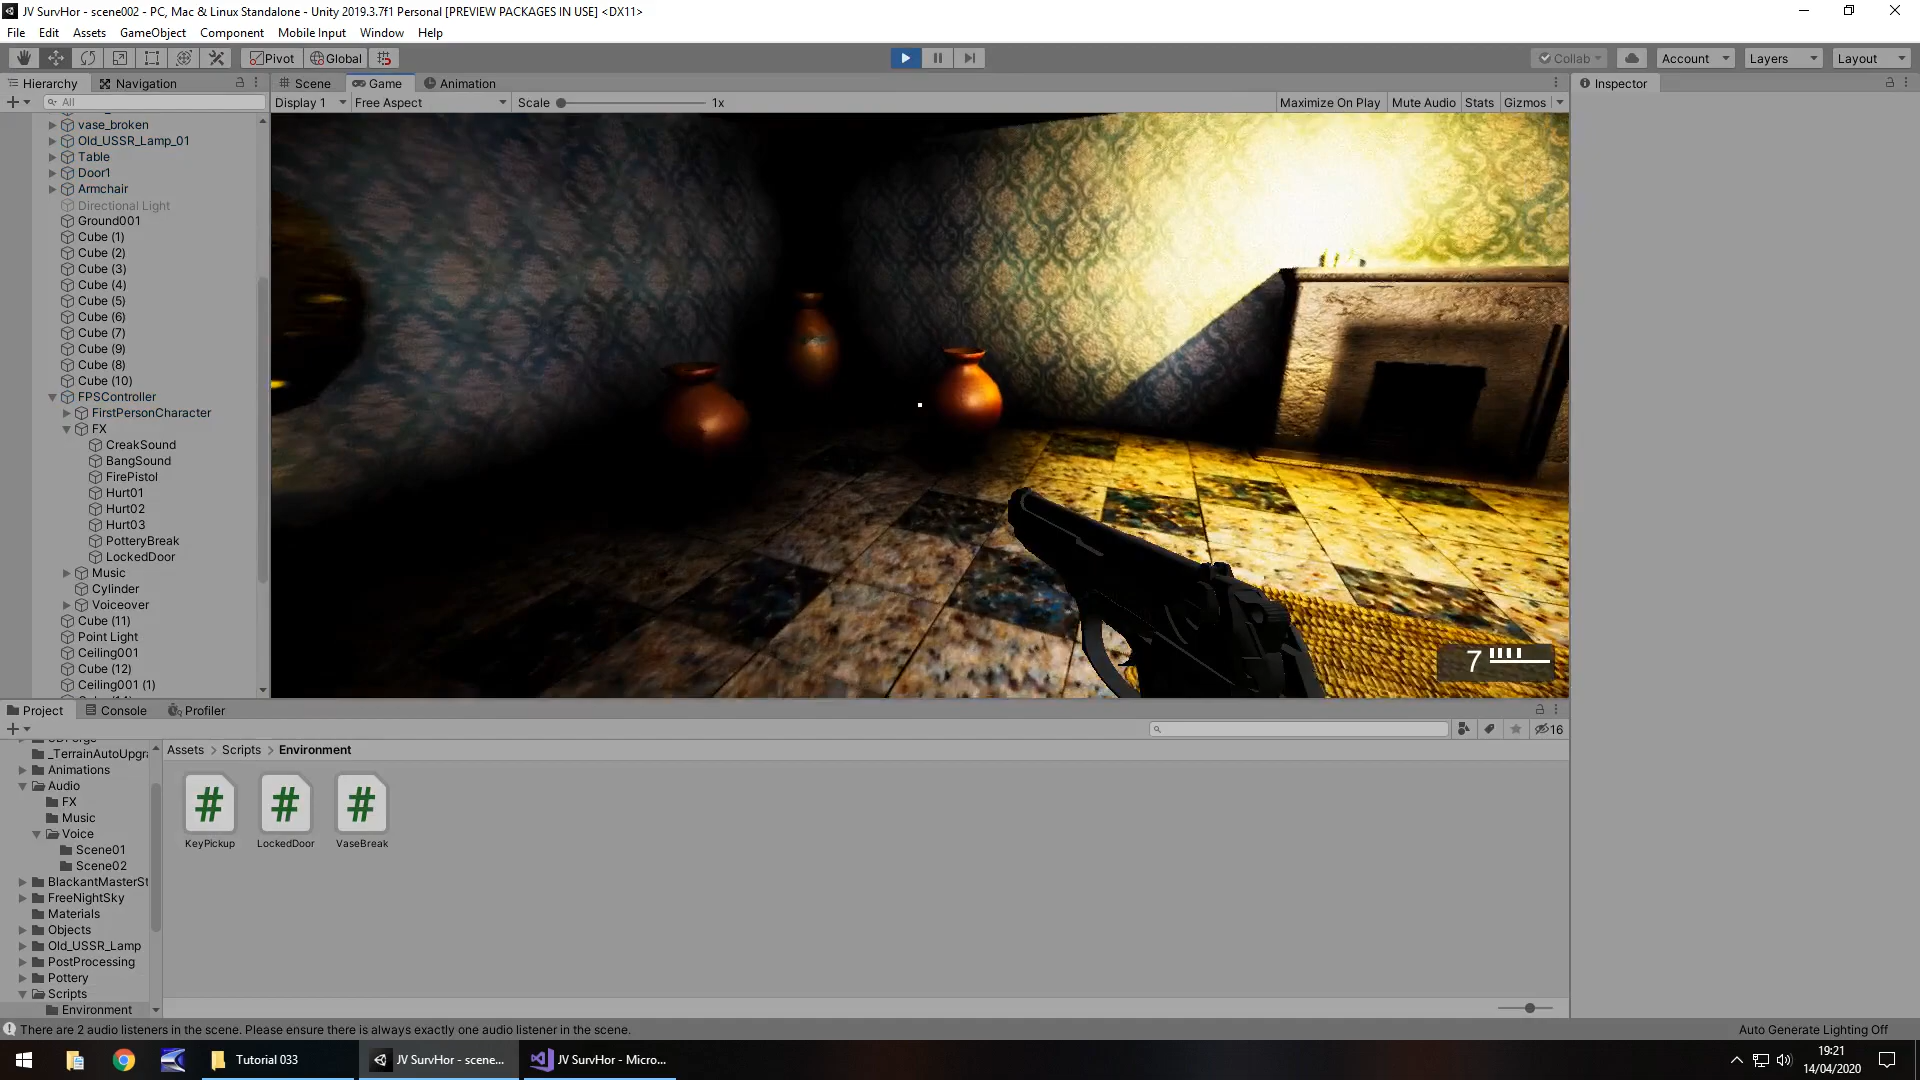 JV SurvHor - scene002 - PC, Mac & Linux Standalone - Unity 2019.3.7f1 Personal [PREVIEW PACKAGES IN USE] <DX11>
File Edit Assets GameObject Component Mobile Input Window Help
Pivot Global Collab Account Layers Layout
Hierarchy Navigation Scene Game Animation Inspector
All Display 1 Free Aspect Scale 1x Maximize On Play Mute Audio Stats Gizmos
vase_broken
Old_USSR_Lamp_01
Table
Door1
Armchair
Directional Light
Ground001
Cube (1)
Cube (2)
Cube (3)
Cube (4)
Cube (5)
Cube (6)
Cube (7)
Cube (9)
Cube (8)
Cube (10)
FPSController
FirstPersonCharacter
FX
CreakSound
BangSound
FirePistol
Hurt01
Hurt02
Hurt03
PotteryBreak
LockedDoor
Music
Cylinder
Voiceover
Cube (11)
Point Light
Ceiling001
Cube (12)
Ceiling001 (1)
7
Project Console Profiler
16
_TerrainAutoUpgra
Animations
Audio
FX
Music
Voice
Scene01
Scene02
BlackantMasterSt
FreeNightSky
Materials
Objects
Old_USSR_Lamp
PostProcessing
Pottery
Scripts
Environment
Assets > Scripts > Environment
KeyPickup LockedDoor VaseBreak
There are 2 audio listeners in the scene. Please ensure there is always exactly one audio listener in the scene.
Auto Generate Lighting Off
Tutorial 033 JV SurvHor - scene... JV SurvHor - Micro...
19:21
14/04/2020